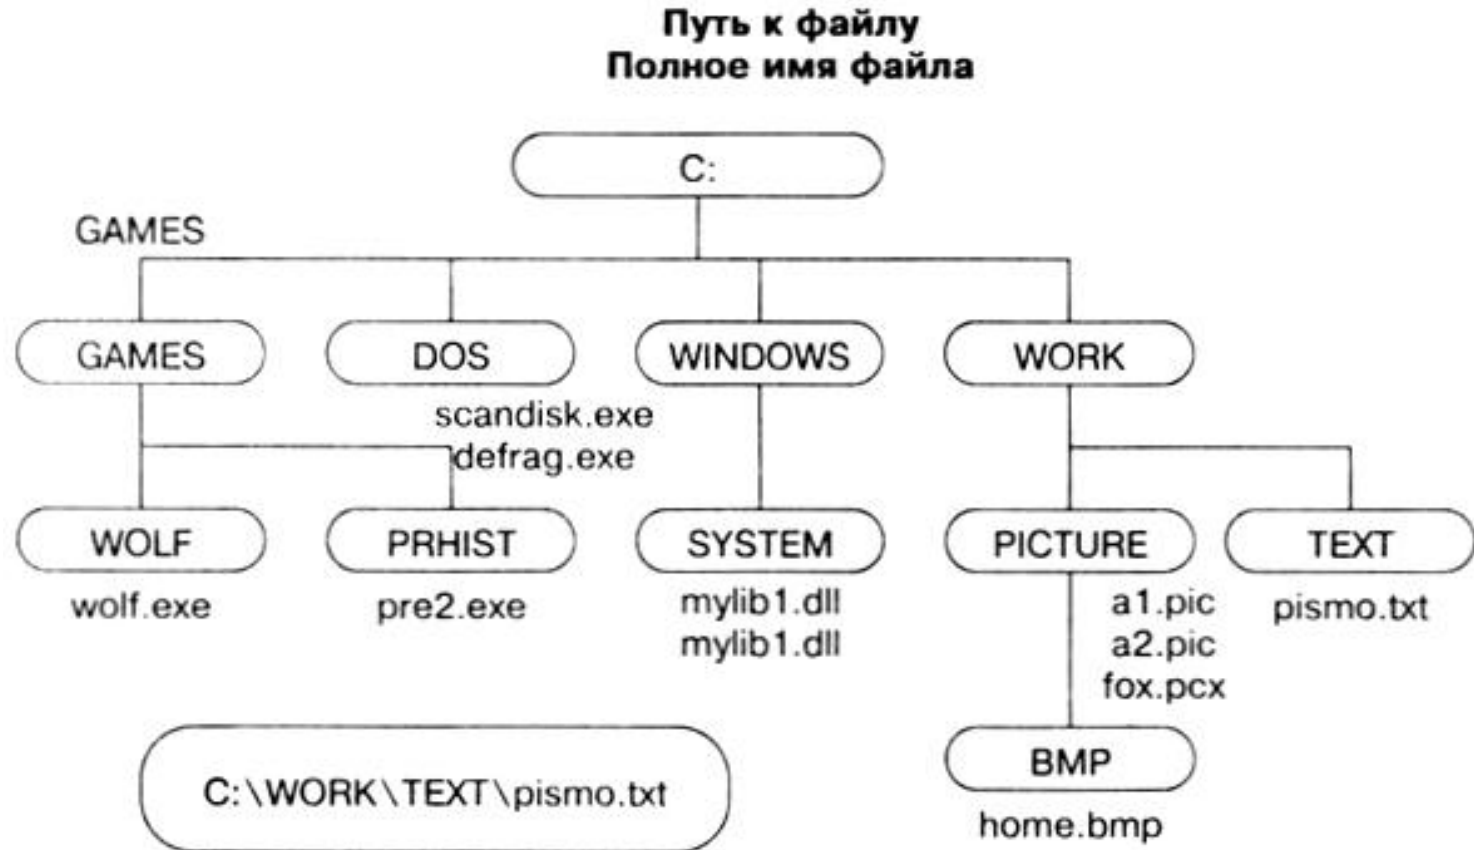 Путь к файлу
Полное имя файла
C:
GAMES
GAMES
DOS
WINDOWS
WORK
scandisk.exe
defrag.exe
WOLF
PRHIST
SYSTEM
PICTURE
TEXT
wolf.exe
pre2.exe
mylib1.dll
mylib1.dll
a1.pic
a2.pic
fox.pcx
pismo.txt
BMP
home.bmp
C:\WORK\TEXT\pismo.txt